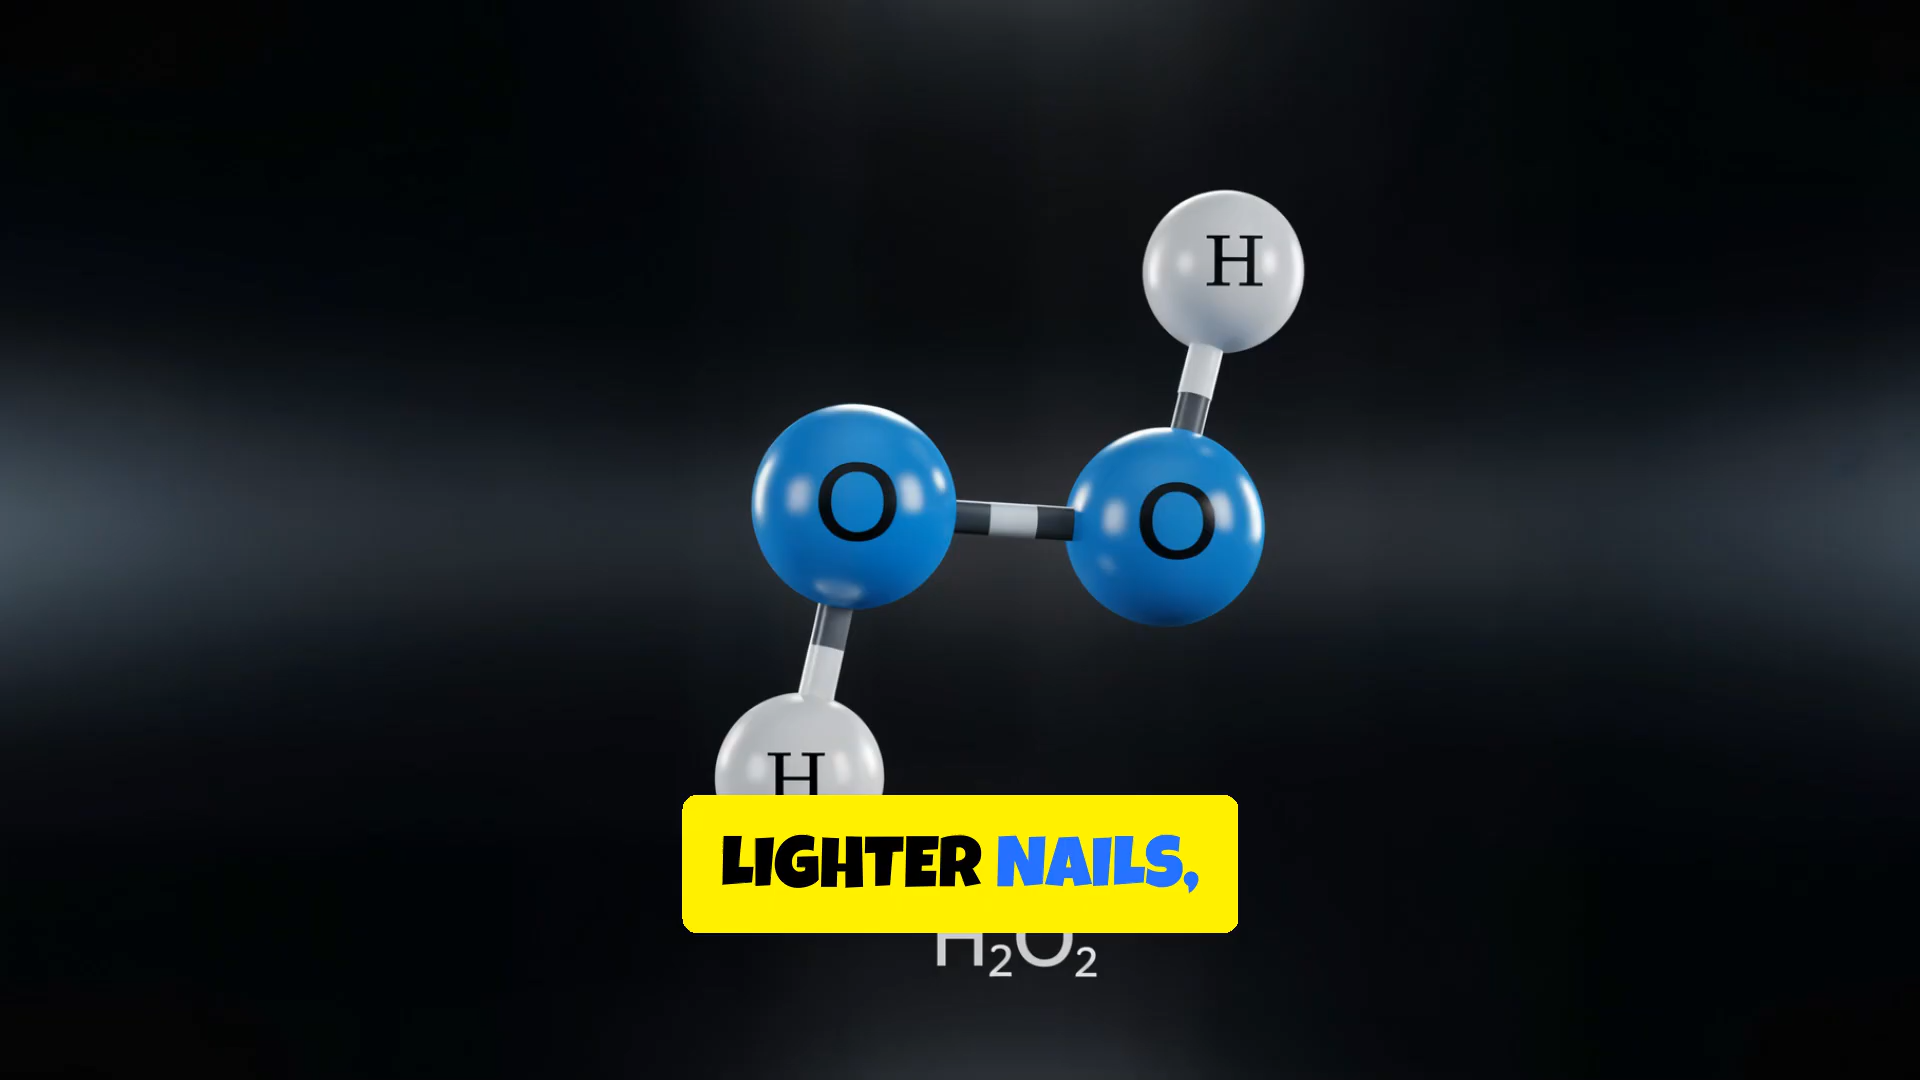 H
O
O
H
LIGHTER NAILS,
H₂O₂